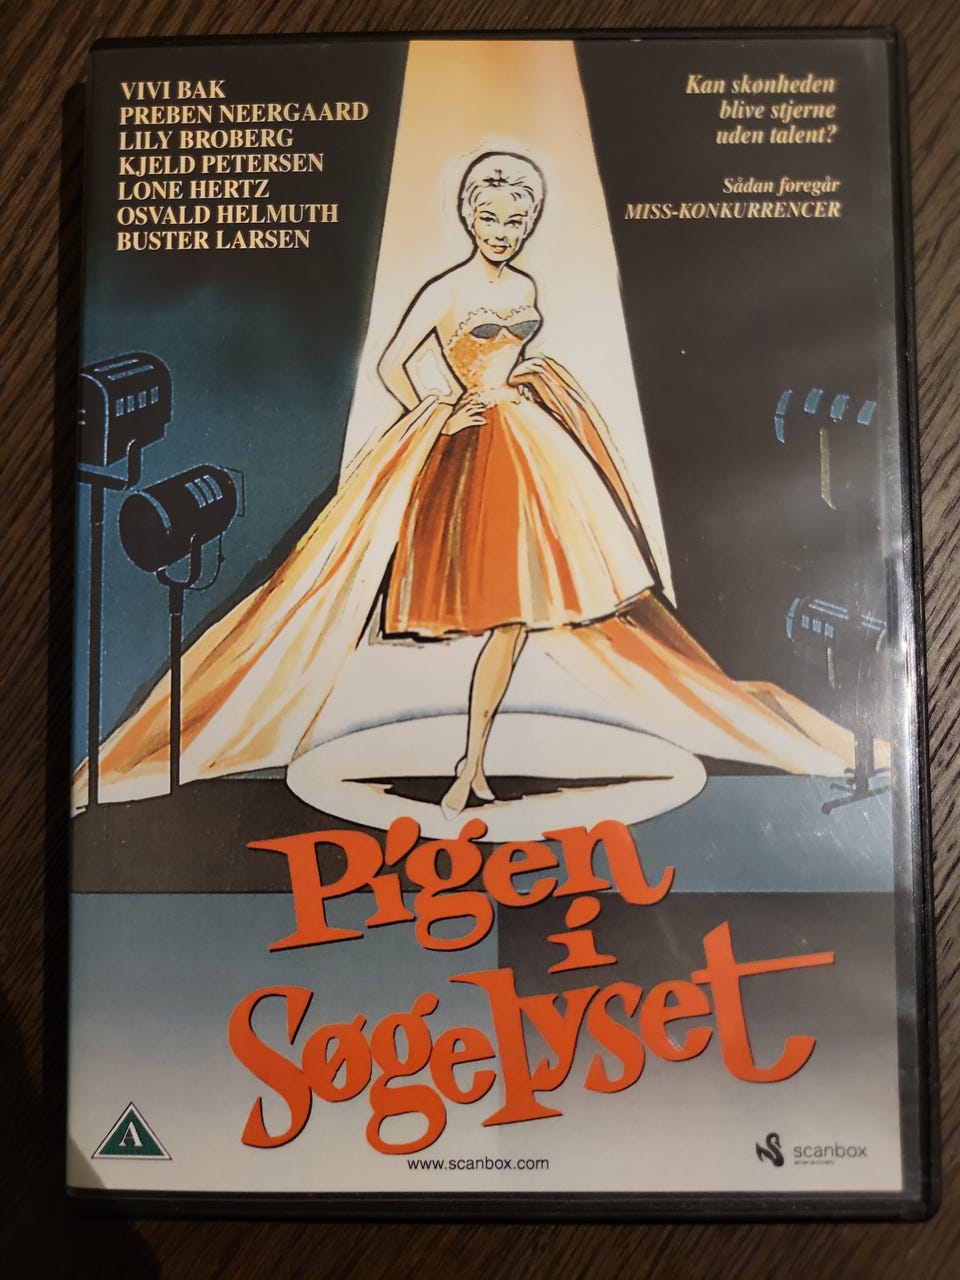 VIVI BAK
PREBEN NEERGAARD
LILY BROBERG
KJELD PETERSEN
LONE HERTZ
OSVALD HELMUTH
BUSTER LARSEN
Kan skønheden
blive stjerne
uden talent?
Sådan foregår
MISS-KONKURRENCER
Pigen
i
Søgelyset
A
www.scanbox.com
scanbox
entertainment